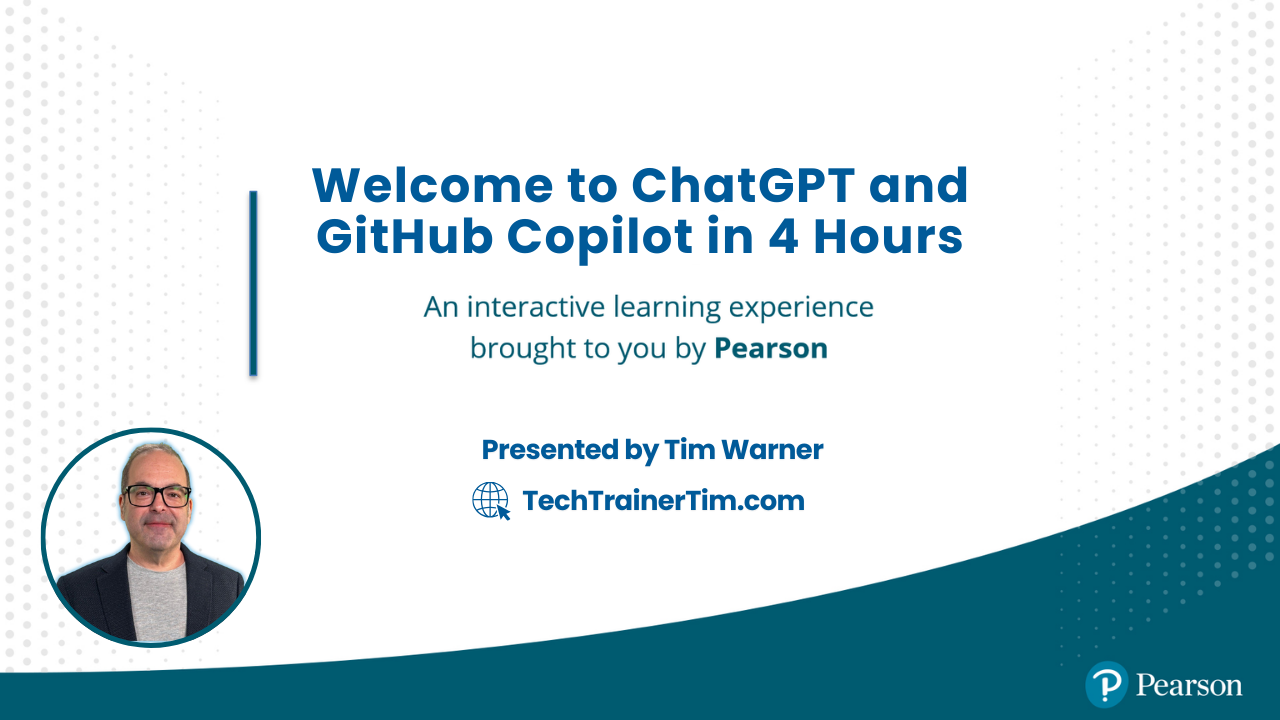 Welcome to ChatGPT and
GitHub Copilot in 4 Hours
An interactive learning experience
brought to you by Pearson
Presented by Tim Warner
TechTrainerTim.com
Pearson